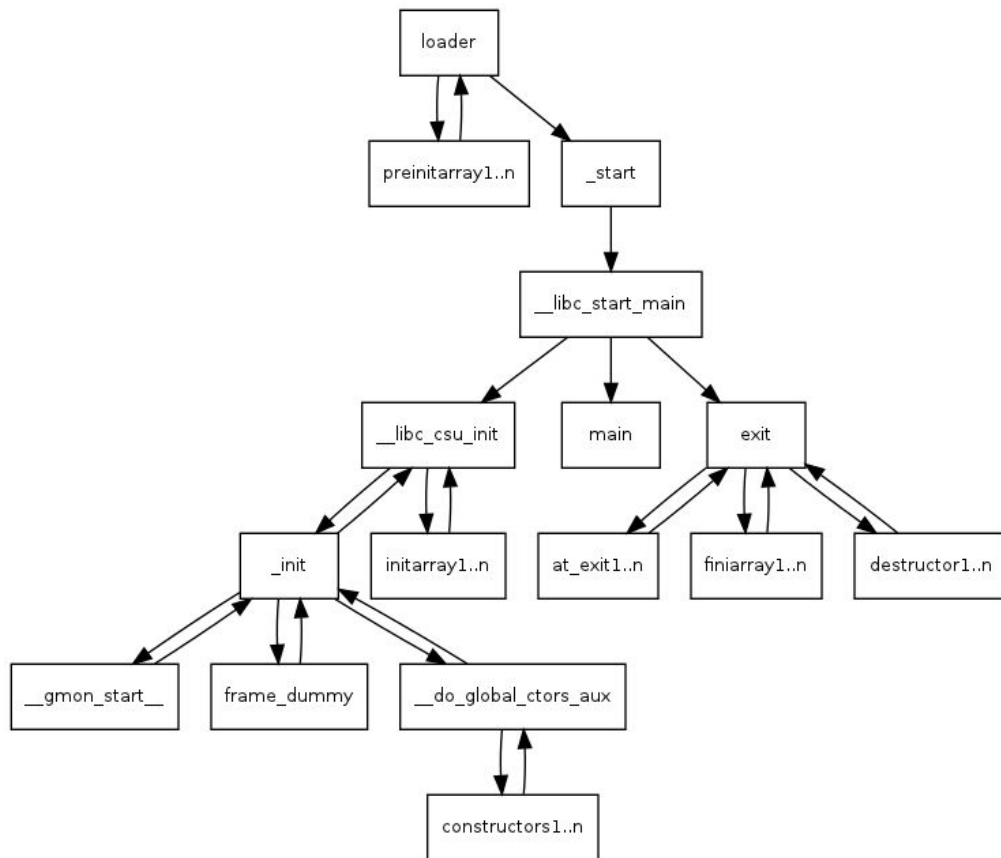 loader
preinitarray1..n
_start
__libc_start_main
__libc_csu_init
main
exit
_init
initarray1..n
at_exit1..n
finiarray1..n
destructor1..n
__gmon_start__
frame_dummy
__do_global_ctors_aux
constructors1..n